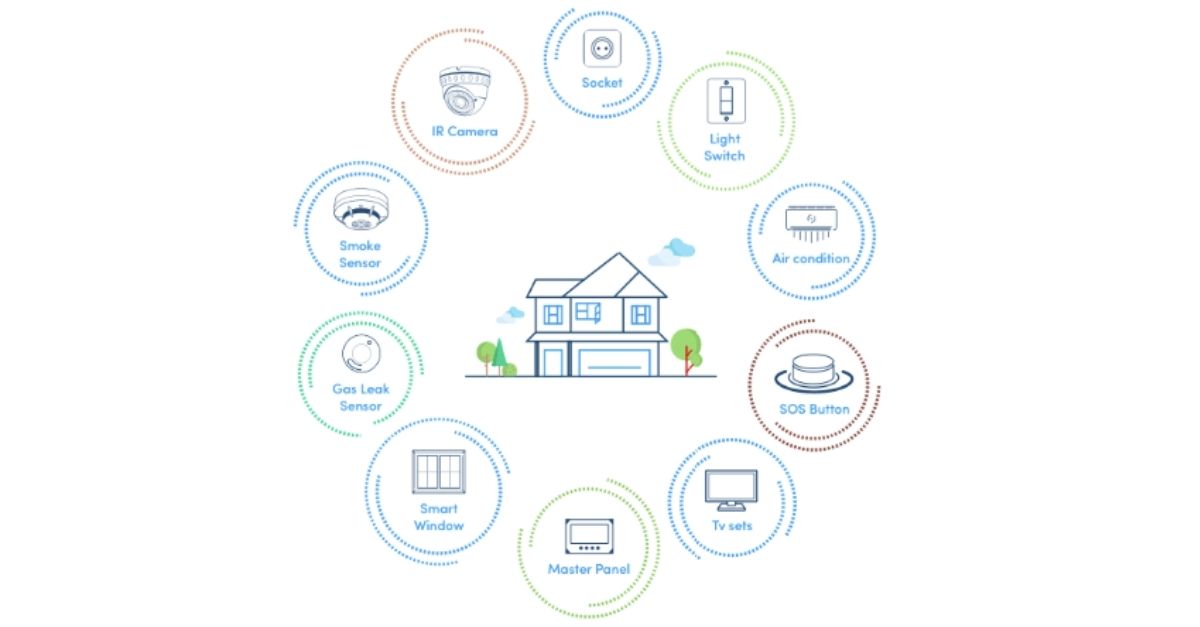 Socket
IR Camera
Light
Switch
Smoke
Sensor
Air condition
Gas Leak
Sensor
SOS Button
Smart
Window
Tv sets
Master Panel